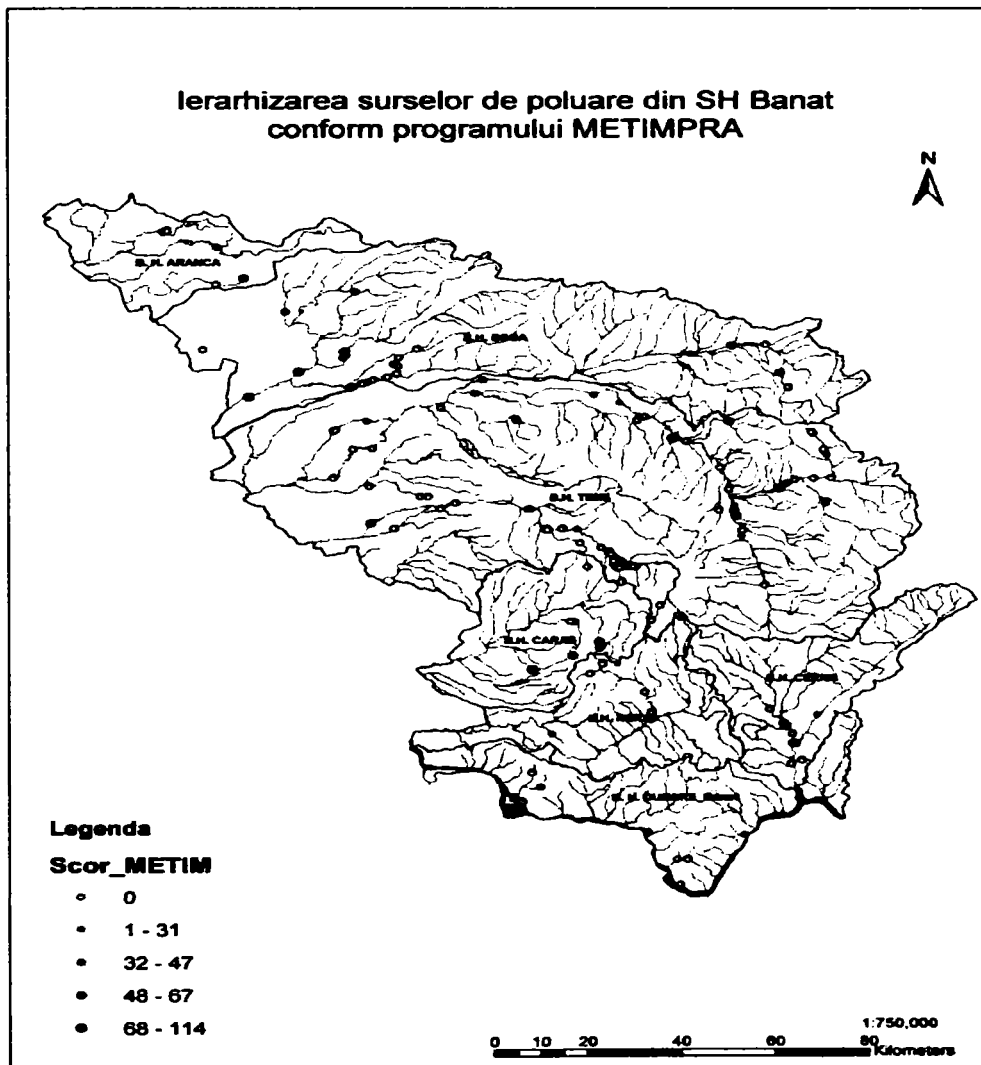 Ierarhizarea surselor de poluare din SH Banat
conform programului METIMPRA
N
B.H. ARANCA
B.H. BEGA
B.H. TIMIS
B.H. CARAS
B.H. CERNA
B.H.
B.H.
Legenda
Scor_METIM
0
1 - 31
32 - 47
48 - 67
68 - 114
1:750,000
0 10 20 40 60 80
Kilometers